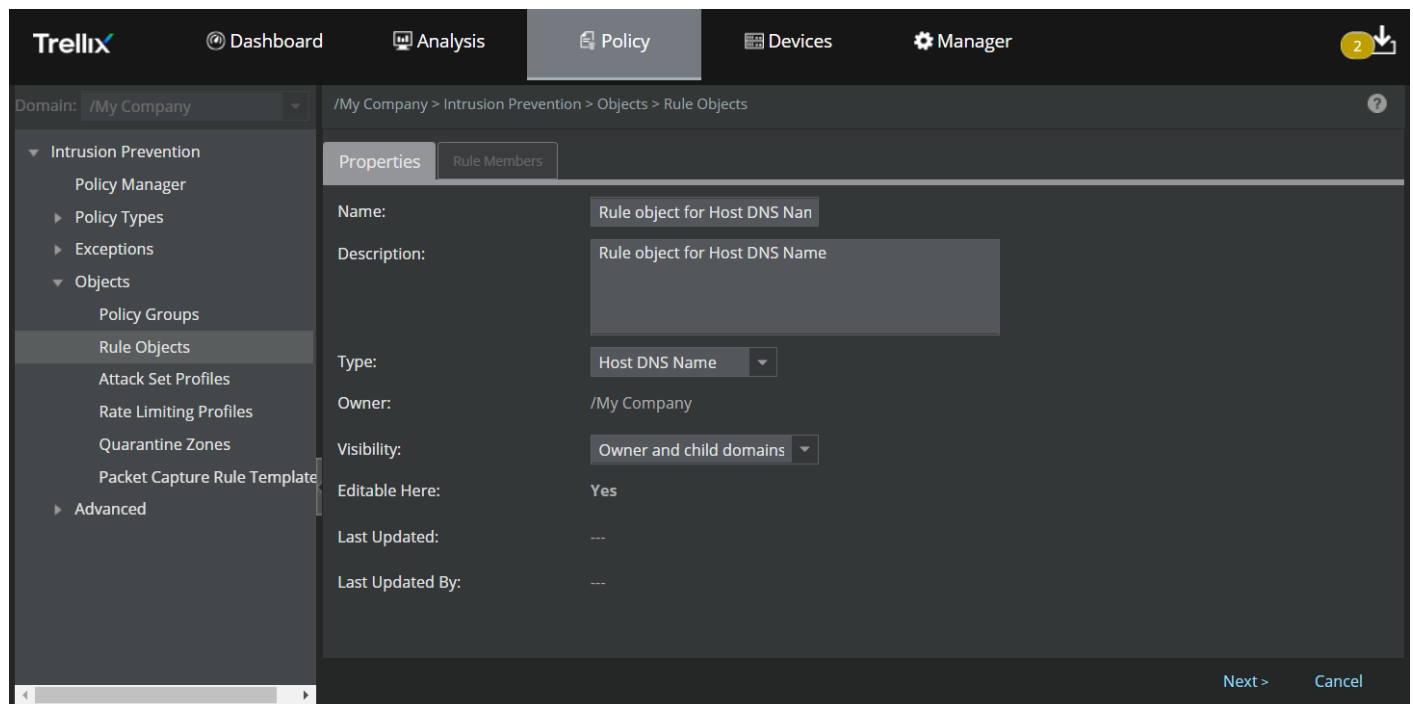 Trellix
Dashboard
Analysis
Policy
Devices
Manager
2
Domain: /My Company
/My Company > Intrusion Prevention > Objects > Rule Objects
?
Intrusion Prevention
Policy Manager
Policy Types
Exceptions
Objects
Policy Groups
Rule Objects
Attack Set Profiles
Rate Limiting Profiles
Quarantine Zones
Packet Capture Rule Template
Advanced
Properties
Rule Members
Name: Rule object for Host DNS Nan
Description: Rule object for Host DNS Name
Type: Host DNS Name
Owner: /My Company
Visibility: Owner and child domains
Editable Here: Yes
Last Updated: ---
Last Updated By: ---
Next > Cancel